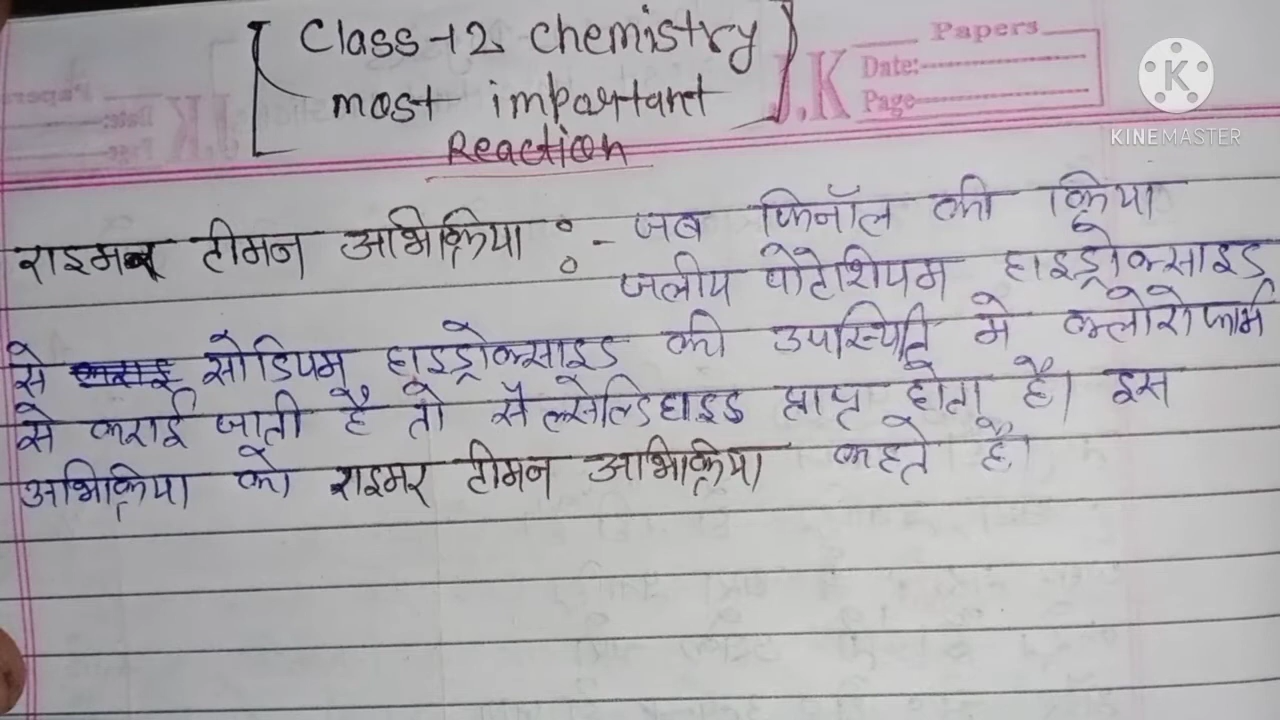 Class-12 Chemistry
most important
Reaction
J.K
Papers
Date:
Page
KINEMASTER
राइमर टीमन अभिक्रिया :- जब फिनॉल की क्रिया
जलीय पोटेशियम हाइड्रोक्साइड
से सोडियम हाइड्रोक्साइड की उपस्थिति मे क्लोरोफार्म
से कराई जाती है तो सैल्सेल्डिहाइड प्राप्त होता है। इस
अभिक्रिया को राइमर टीमन अभिक्रिया कहते है।